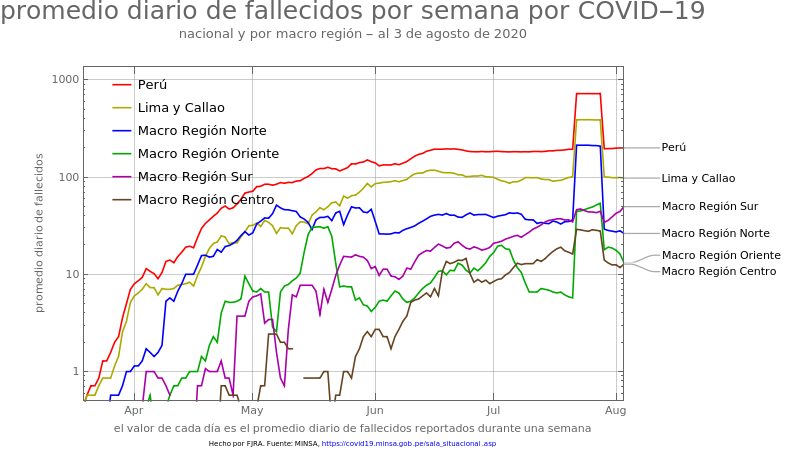 promedio diario de fallecidos por semana por COVID−19
nacional y por macro región − al 3 de agosto de 2020
promedio diario de fallecidos
1000
100
10
1
Perú
Lima y Callao
Macro Región Norte
Macro Región Oriente
Macro Región Sur
Macro Región Centro
Perú
Lima y Callao
Macro Región Sur
Macro Región Norte
Macro Región Oriente
Macro Región Centro
Apr May Jun Jul Aug
el valor de cada día es el promedio diario de fallecidos reportados durante una semana
Hecho por FJRA. Fuente: MINSA, https://covid19.minsa.gob.pe/sala_situacional.asp